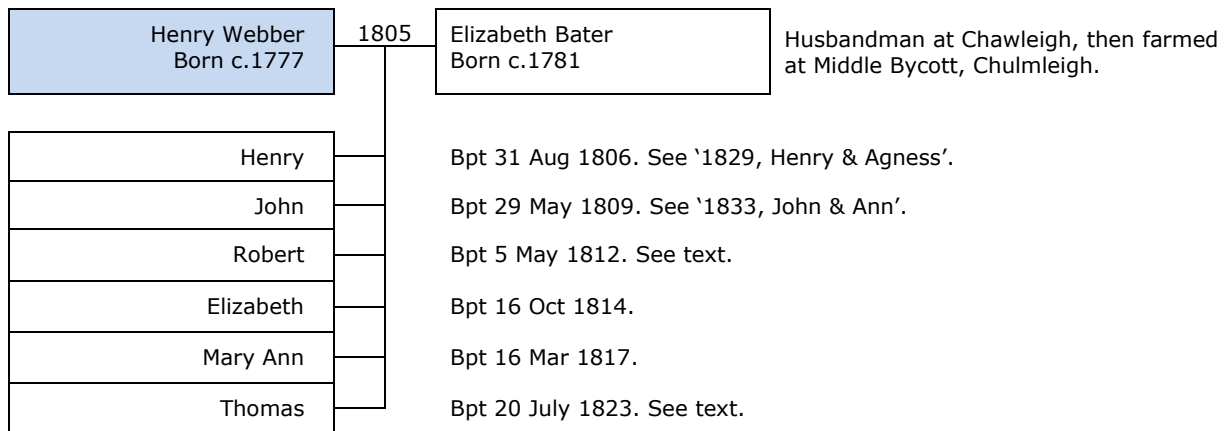 Henry Webber
Born c.1777
1805
Elizabeth Bater
Born c.1781
Husbandman at Chawleigh, then farmed
at Middle Bycott, Chulmleigh.
Henry
Bpt 31 Aug 1806. See ‘1829, Henry & Agness’.
John
Bpt 29 May 1809. See ‘1833, John & Ann’.
Robert
Bpt 5 May 1812. See text.
Elizabeth
Bpt 16 Oct 1814.
Mary Ann
Bpt 16 Mar 1817.
Thomas
Bpt 20 July 1823. See text.